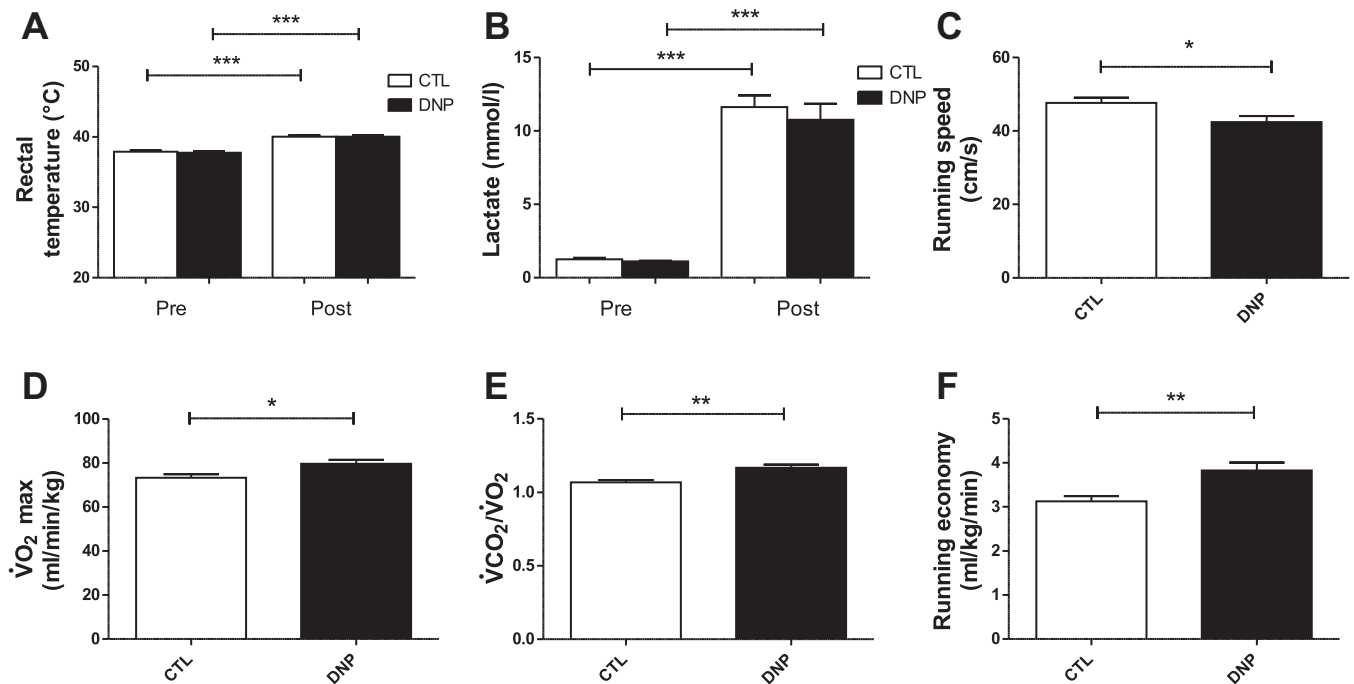 A
***
***
50
40
30
20
Rectal
temperature (°C)
CTL
DNP
Pre
Post
B
***
***
15
10
5
0
Lactate (mmol/l)
CTL
DNP
Pre
Post
C
*
60
40
20
0
Running speed
(cm/s)
CTL
DNP
D
*
100
80
60
40
20
0
V̇O₂ max
(ml/min/kg)
CTL
DNP
E
**
1.5
1.0
0.5
0.0
V̇CO₂/V̇O₂
CTL
DNP
F
**
5
4
3
2
1
0
Running economy
(ml/kg/min)
CTL
DNP